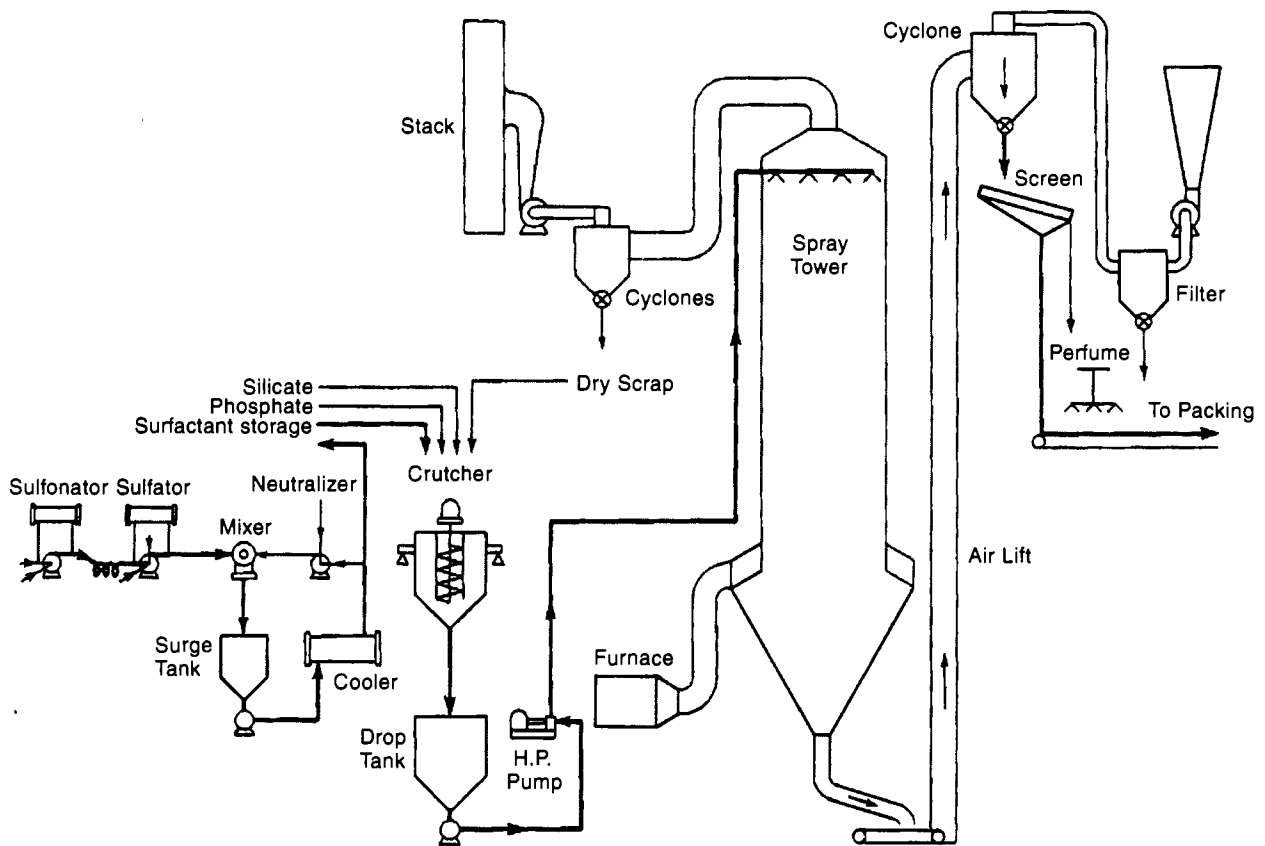 Cyclone
Stack
Screen
Spray
Tower
Cyclones
Filter
Perfume
Silicate
Dry Scrap
Phosphate
To Packing
Surfactant storage
Crutcher
Sulfonator
Sulfator
Neutralizer
Mixer
Air Lift
Surge
Tank
Furnace
Cooler
Drop
Tank
H.P.
Pump